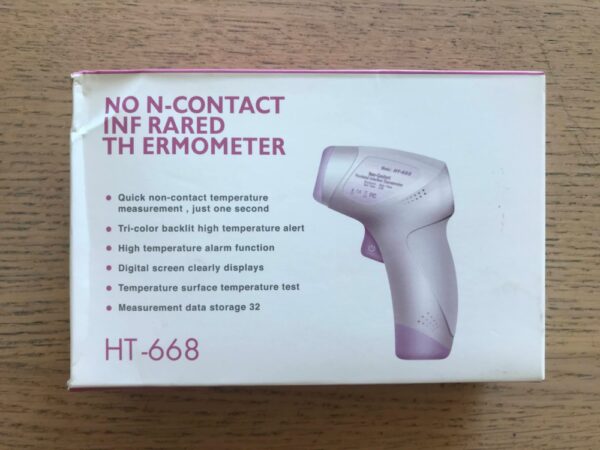 NO N-CONTACT
INF RARED
TH ERMOMETER
Quick non-contact temperature
measurement , just one second
Tri-color backlit high temperature alert
High temperature alarm function
Digital screen clearly displays
Temperature surface temperature test
Measurement data storage 32
HT-668
Non-Contact